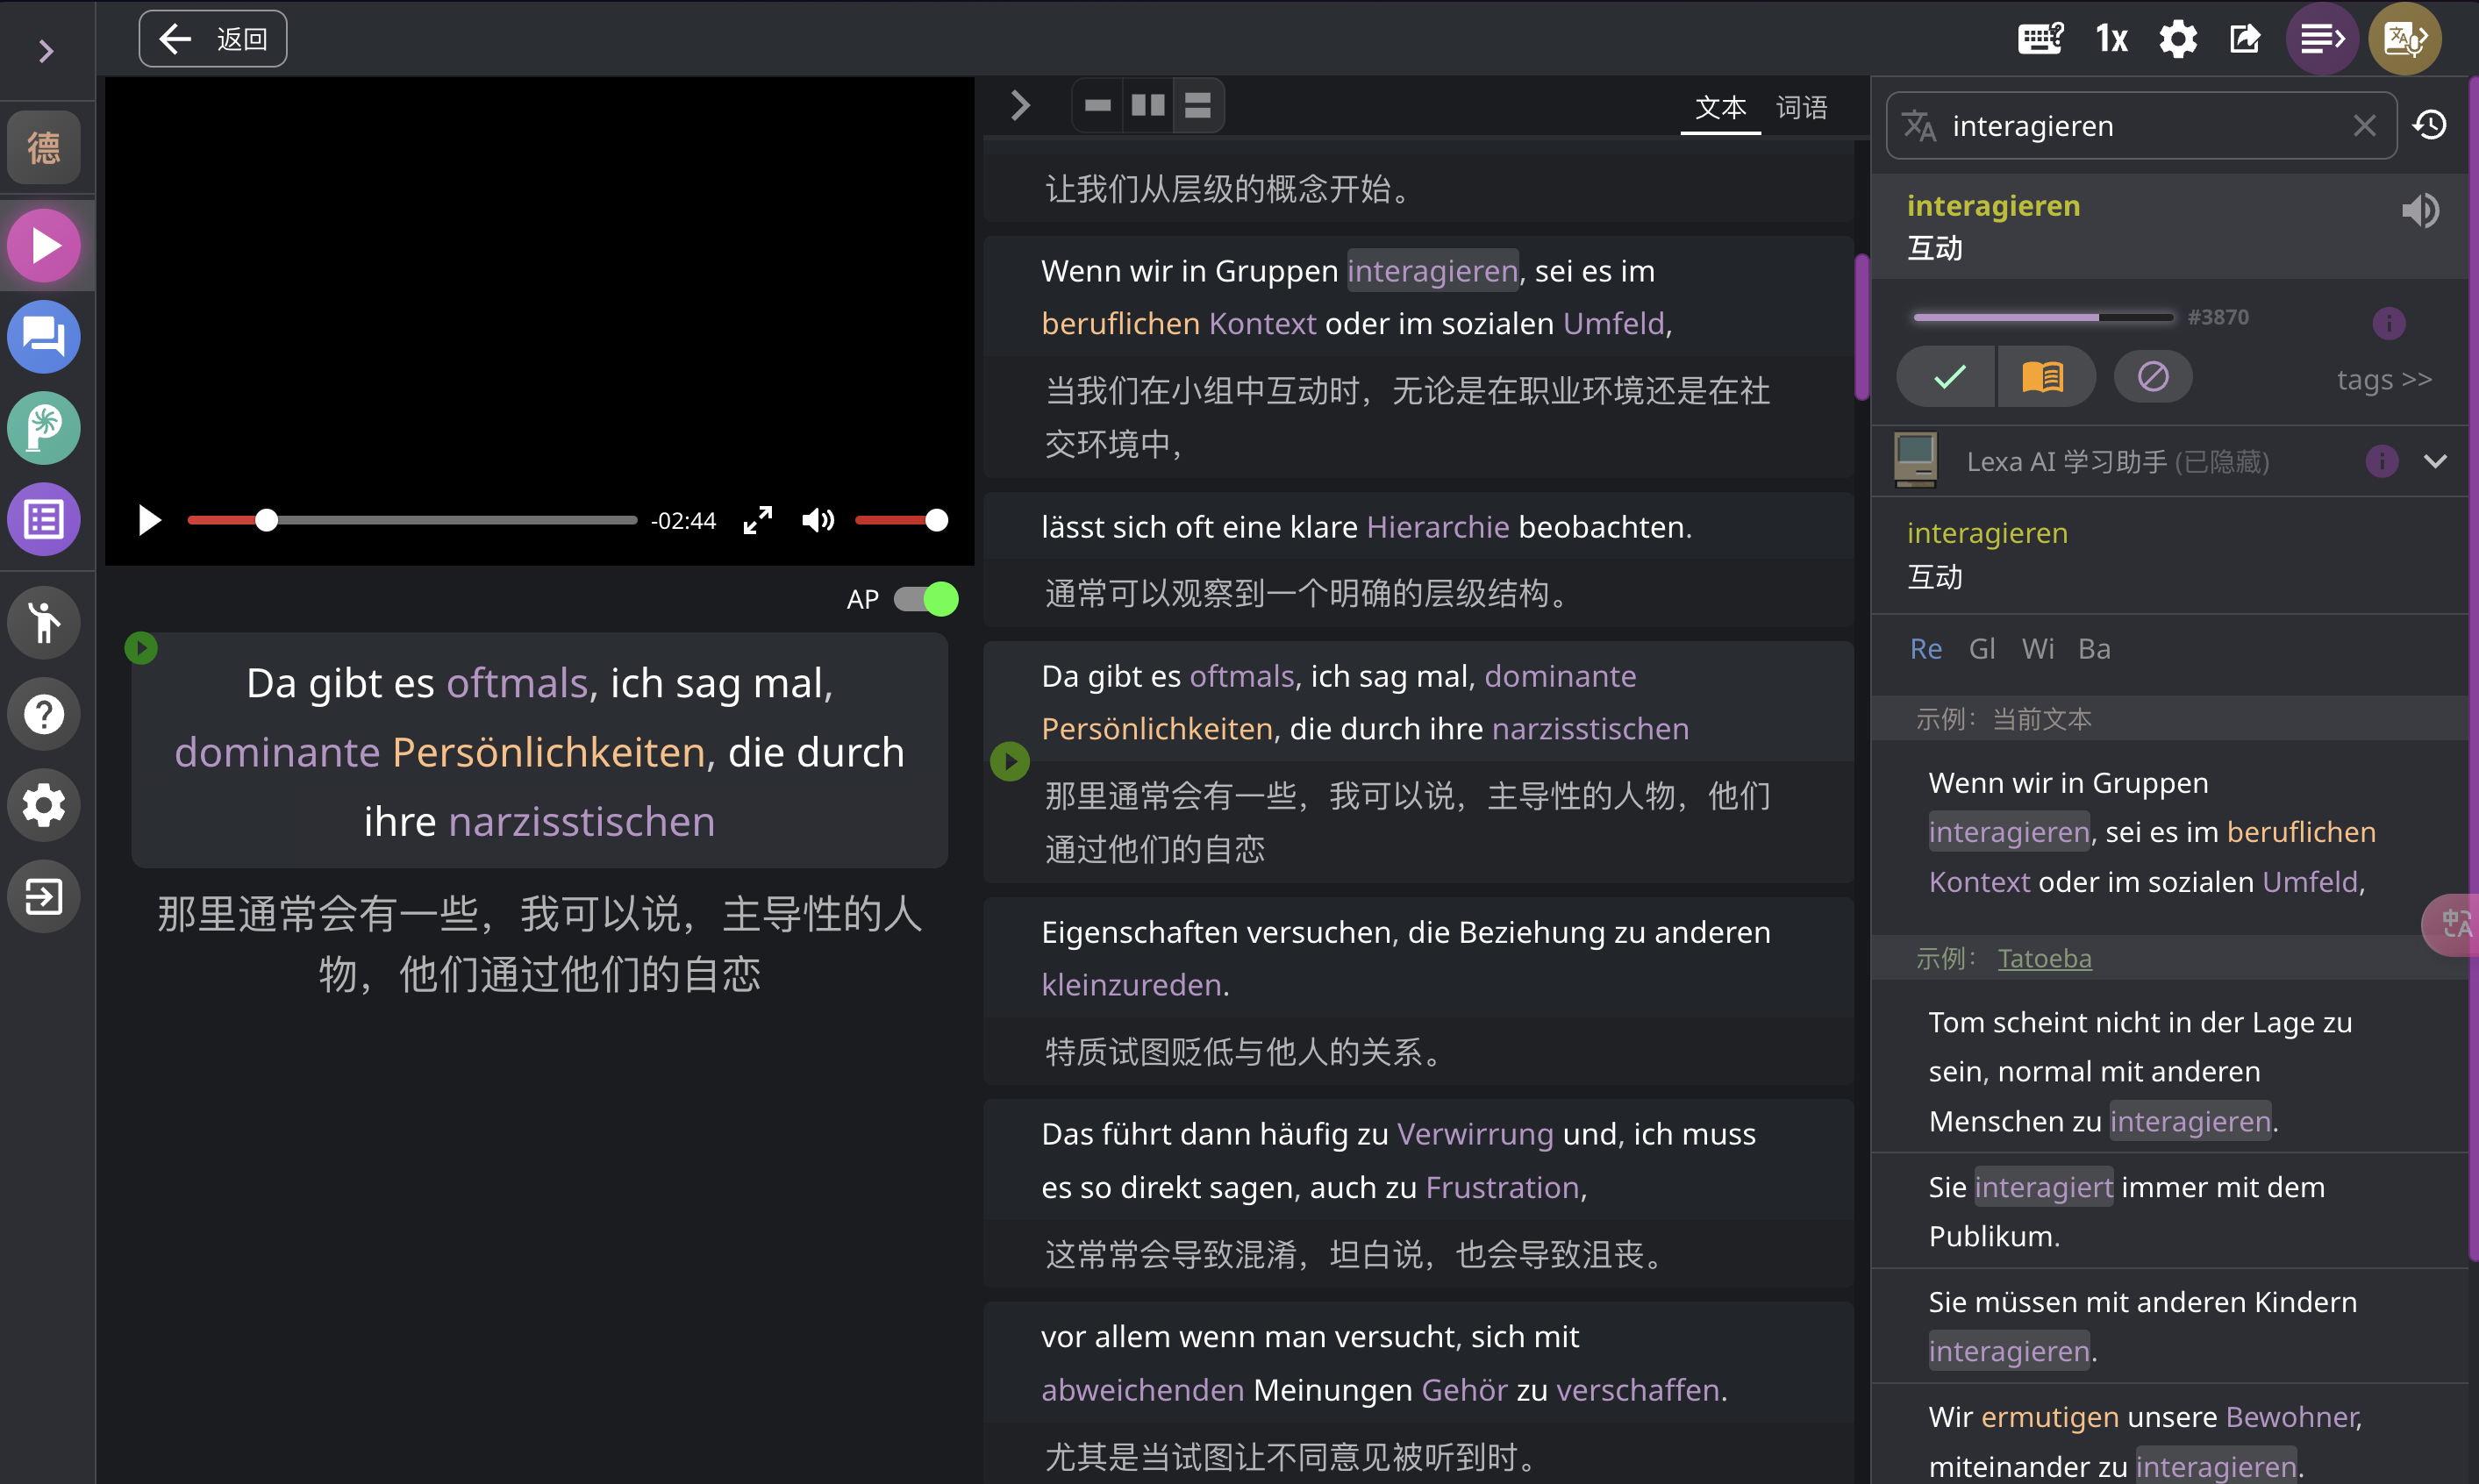 返回
1x
德
-02:44
AP
Da gibt es oftmals, ich sag mal,
dominante Persönlichkeiten, die durch
ihre narzisstischen
那里通常会有一些，我可以说，主导性的人
物，他们通过他们的自恋
文本 词语
让我们从层级的概念开始。
Wenn wir in Gruppen interagieren, sei es im
beruflichen Kontext oder im sozialen Umfeld,
当我们在小组中互动时，无论是在职业环境还是在社
交环境中，
lässt sich oft eine klare Hierarchie beobachten.
通常可以观察到一个明确的层级结构。
Da gibt es oftmals, ich sag mal, dominante
Persönlichkeiten, die durch ihre narzisstischen
那里通常会有一些，我可以说，主导性的人物，他们
通过他们的自恋
Eigenschaften versuchen, die Beziehung zu anderen
kleinzureden.
特质试图贬低与他人的关系。
Das führt dann häufig zu Verwirrung und, ich muss
es so direkt sagen, auch zu Frustration,
这常常会导致混淆，坦白说，也会导致沮丧。
vor allem wenn man versucht, sich mit
abweichenden Meinungen Gehör zu verschaffen.
尤其是当试图让不同意见被听到时。
interagieren
interagieren
互动
#3870
tags >>
Lexa AI 学习助手 (已隐藏)
interagieren
互动
Re Gl Wi Ba
示例：当前文本
Wenn wir in Gruppen
interagieren, sei es im beruflichen
Kontext oder im sozialen Umfeld,
示例： Tatoeba
Tom scheint nicht in der Lage zu
sein, normal mit anderen
Menschen zu interagieren.
Sie interagiert immer mit dem
Publikum.
Sie müssen mit anderen Kindern
interagieren.
Wir ermutigen unsere Bewohner,
miteinander zu interagieren.